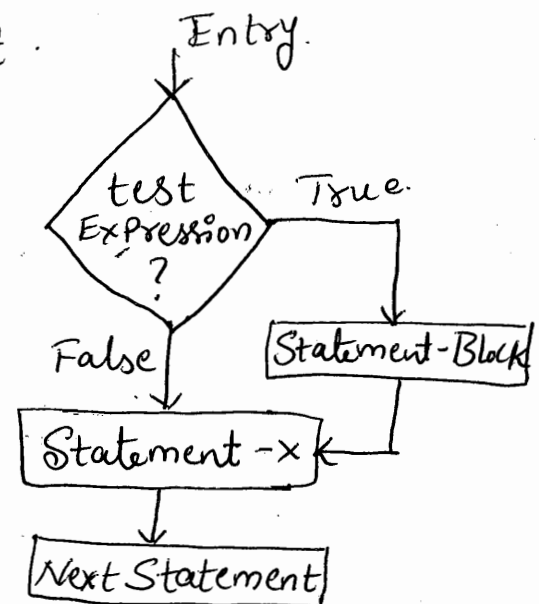 Entry.
test
Expression
?
True.
False
Statement-Block
Statement-x
Next Statement